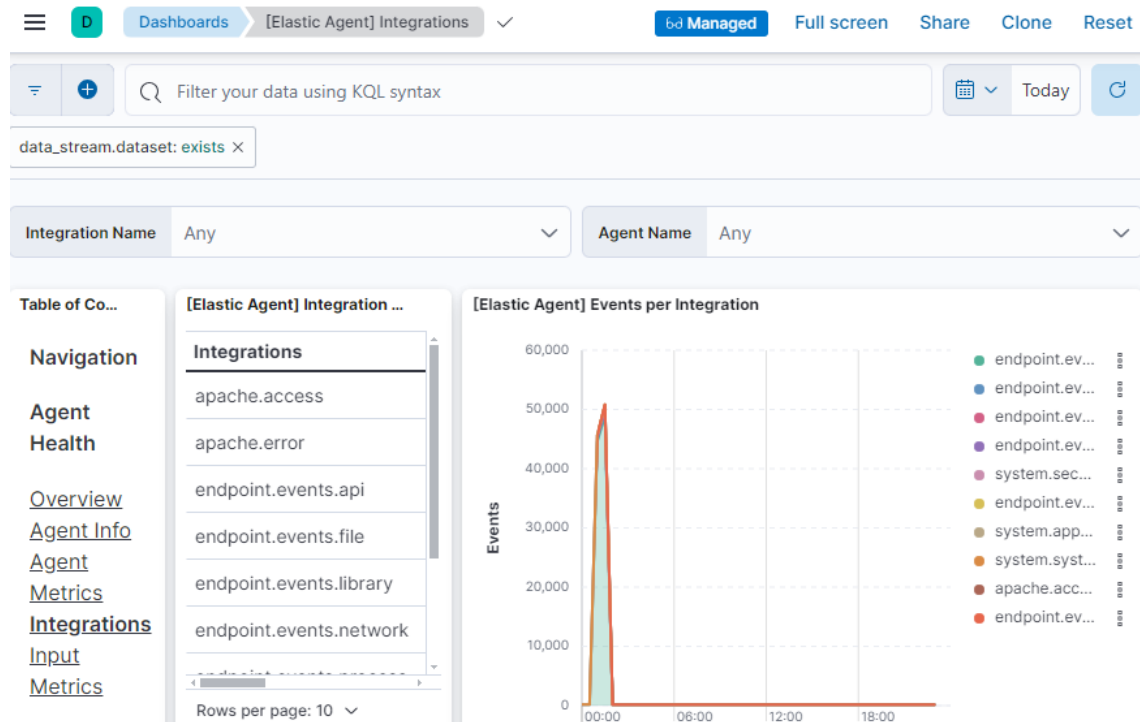 D
Dashboards
[Elastic Agent] Integrations
Managed
Full screen
Share
Clone
Reset
Filter your data using KQL syntax
Today
data_stream.dataset: exists ×
Integration Name
Any
Agent Name
Any
Table of Co...
Navigation
Agent
Health
Overview
Agent Info
Agent
Metrics
Integrations
Input
Metrics
[Elastic Agent] Integration ...
Integrations
apache.access
apache.error
endpoint.events.api
endpoint.events.file
endpoint.events.library
endpoint.events.network
Rows per page: 10
[Elastic Agent] Events per Integration
Events
60,000
50,000
40,000
30,000
20,000
10,000
0
00:00
06:00
12:00
18:00
endpoint.ev...
endpoint.ev...
endpoint.ev...
endpoint.ev...
system.sec...
endpoint.ev...
system.app...
system.syst...
apache.acc...
endpoint.ev...